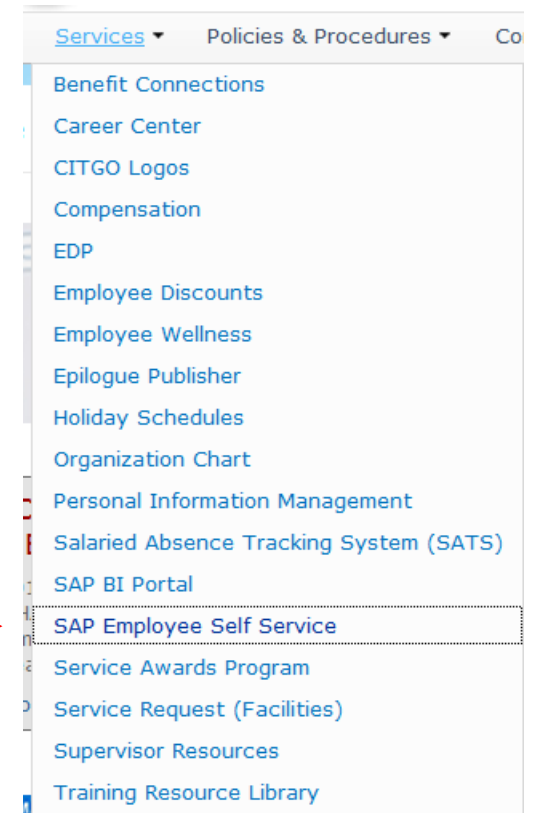 Services Policies & Procedures Co
Benefit Connections
Career Center
CITGO Logos
Compensation
EDP
Employee Discounts
Employee Wellness
Epilogue Publisher
Holiday Schedules
Organization Chart
Personal Information Management
Salaried Absence Tracking System (SATS)
SAP BI Portal
SAP Employee Self Service
Service Awards Program
Service Request (Facilities)
Supervisor Resources
Training Resource Library